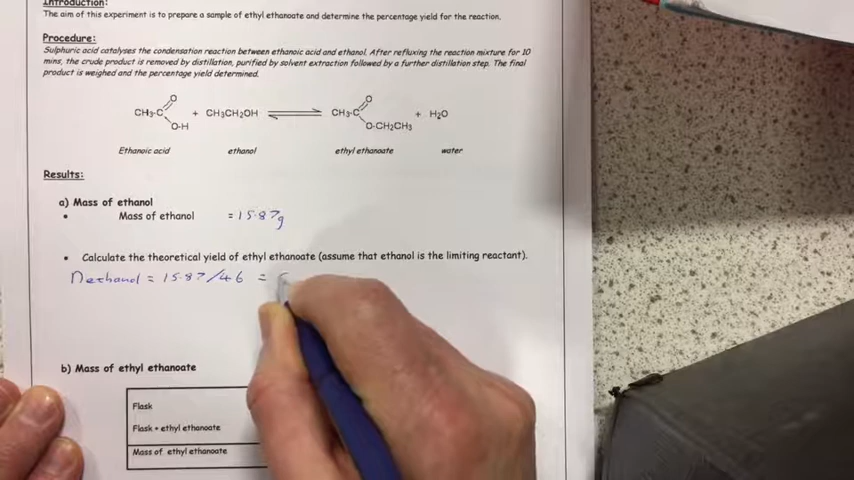 Introduction:
The aim of this experiment is to prepare a sample of ethyl ethanoate and determine the percentage yield for the reaction.
Procedure:
Sulphuric acid catalyses the condensation reaction between ethanoic acid and ethanol. After refluxing the reaction mixture for 10
mins, the crude product is removed by distillation, purified by solvent extraction followed by a further distillation step. The final
product is weighed and the percentage yield determined.
O O
CH3-C + CH3CH2OH CH3-C + H2O
O-H O-CH2CH3
Ethanoic acid ethanol ethyl ethanoate water
Results:
a) Mass of ethanol
• Mass of ethanol = 15.87g
• Calculate the theoretical yield of ethyl ethanoate (assume that ethanol is the limiting reactant).
nethanol = 15.87/46 =
b) Mass of ethyl ethanoate
Flask
Flask + ethyl ethanoate
Mass of ethyl ethanoate